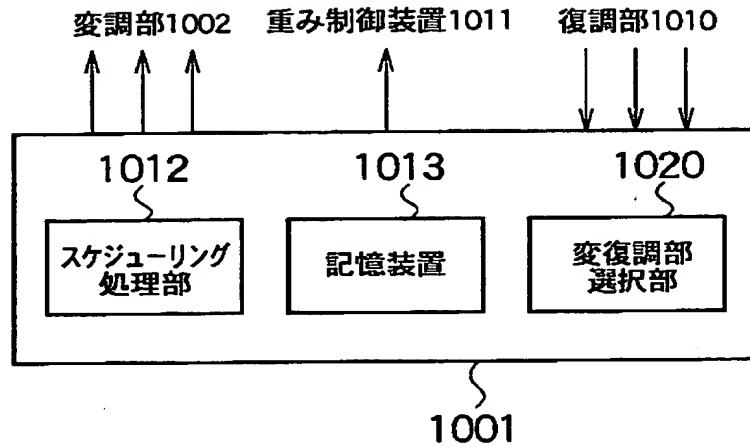 変調部1002 重み制御装置1011 復調部1010
1012 1013 1020
スケジューリング
処理部
記憶装置
変復調部
選択部
1001